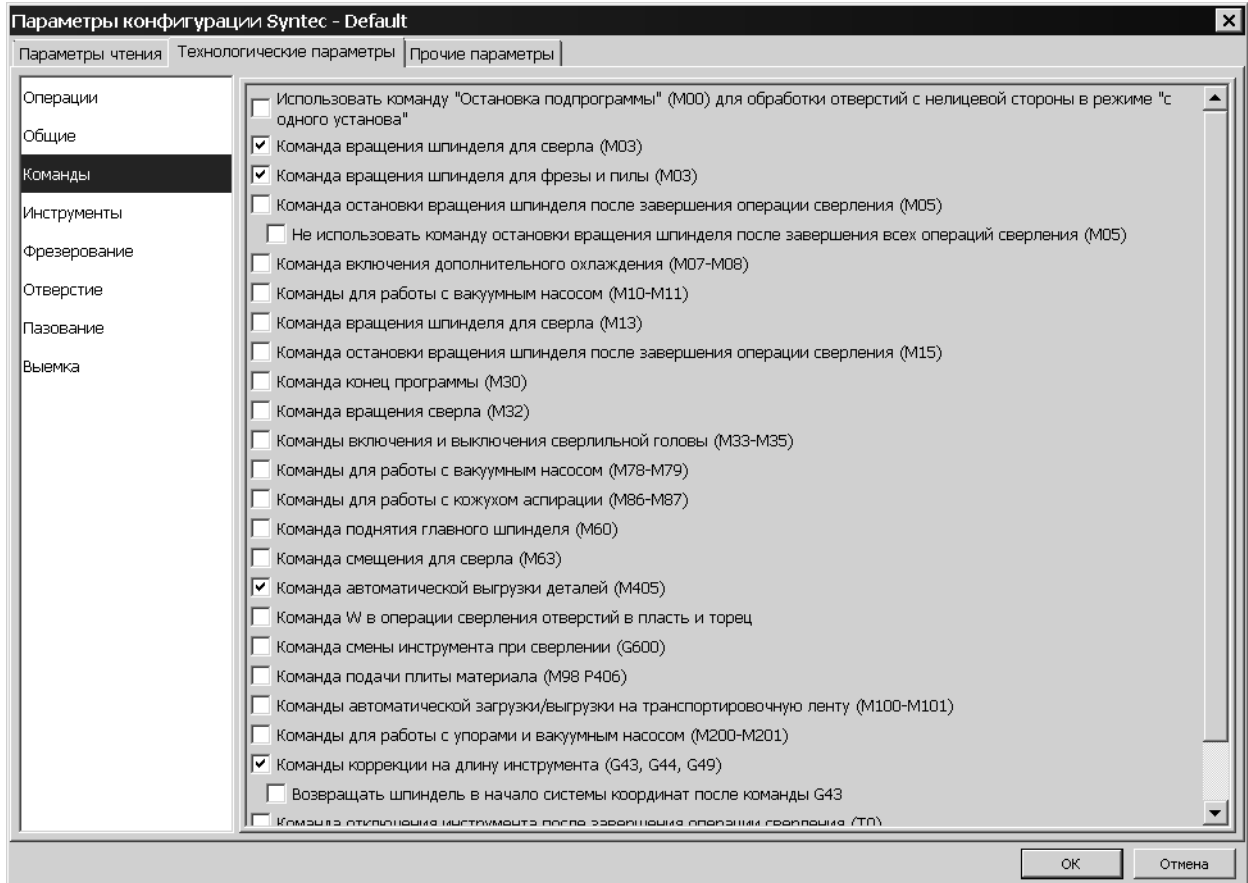 Параметры конфигурации Syntec - Default
Параметры чтения Технологические параметры Прочие параметры
Операции
Общие
Команды
Инструменты
Фрезерование
Отверстие
Пазование
Выемка
Использовать команду "Остановка подпрограммы" (M00) для обработки отверстий с нелицевой стороны в режиме "с
одного установа"
Команда вращения шпинделя для сверла (M03)
Команда вращения шпинделя для фрезы и пилы (M03)
Команда остановки вращения шпинделя после завершения операции сверления (M05)
Не использовать команду остановки вращения шпинделя после завершения всех операций сверления (M05)
Команда включения дополнительного охлаждения (M07-M08)
Команды для работы с вакуумным насосом (M10-M11)
Команда вращения шпинделя для сверла (M13)
Команда остановки вращения шпинделя после завершения операции сверления (M15)
Команда конец программы (M30)
Команда вращения сверла (M32)
Команды включения и выключения сверлильной головы (M33-M35)
Команды для работы с вакуумным насосом (M78-M79)
Команды для работы с кожухом аспирации (M86-M87)
Команда поднятия главного шпинделя (M60)
Команда смещения для сверла (M63)
Команда автоматической выгрузки деталей (M405)
Команда W в операции сверления отверстий в пласть и торец
Команда смены инструмента при сверлении (G600)
Команда подачи плиты материала (M98 P406)
Команды автоматической загрузки/выгрузки на транспортировочную ленту (M100-M101)
Команды для работы с упорами и вакуумным насосом (M200-M201)
Команды коррекции на длину инструмента (G43, G44, G49)
Возвращать шпиндель в начало системы координат после команды G43
Команда отключения инструмента после завершения операции сверления (T0)
OK Отмена